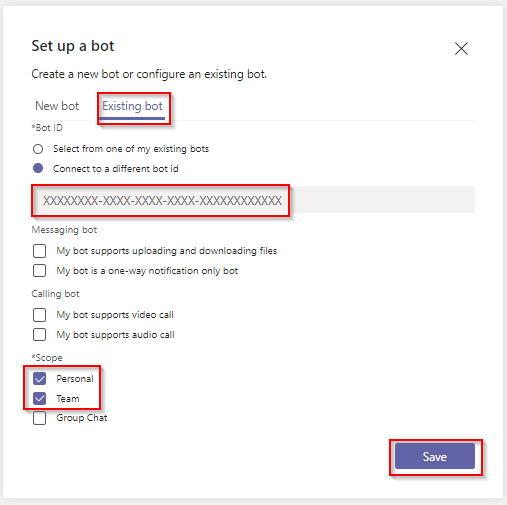 Set up a bot
Create a new bot or configure an existing bot.
New bot Existing bot
*Bot ID
Select from one of my existing bots
Connect to a different bot id
XXXXXXXX-XXXX-XXXX-XXXX-XXXXXXXXXXXX
Messaging bot
My bot supports uploading and downloading files
My bot is a one-way notification only bot
Calling bot
My bot supports video call
My bot supports audio call
*Scope
Personal
Team
Group Chat
Save